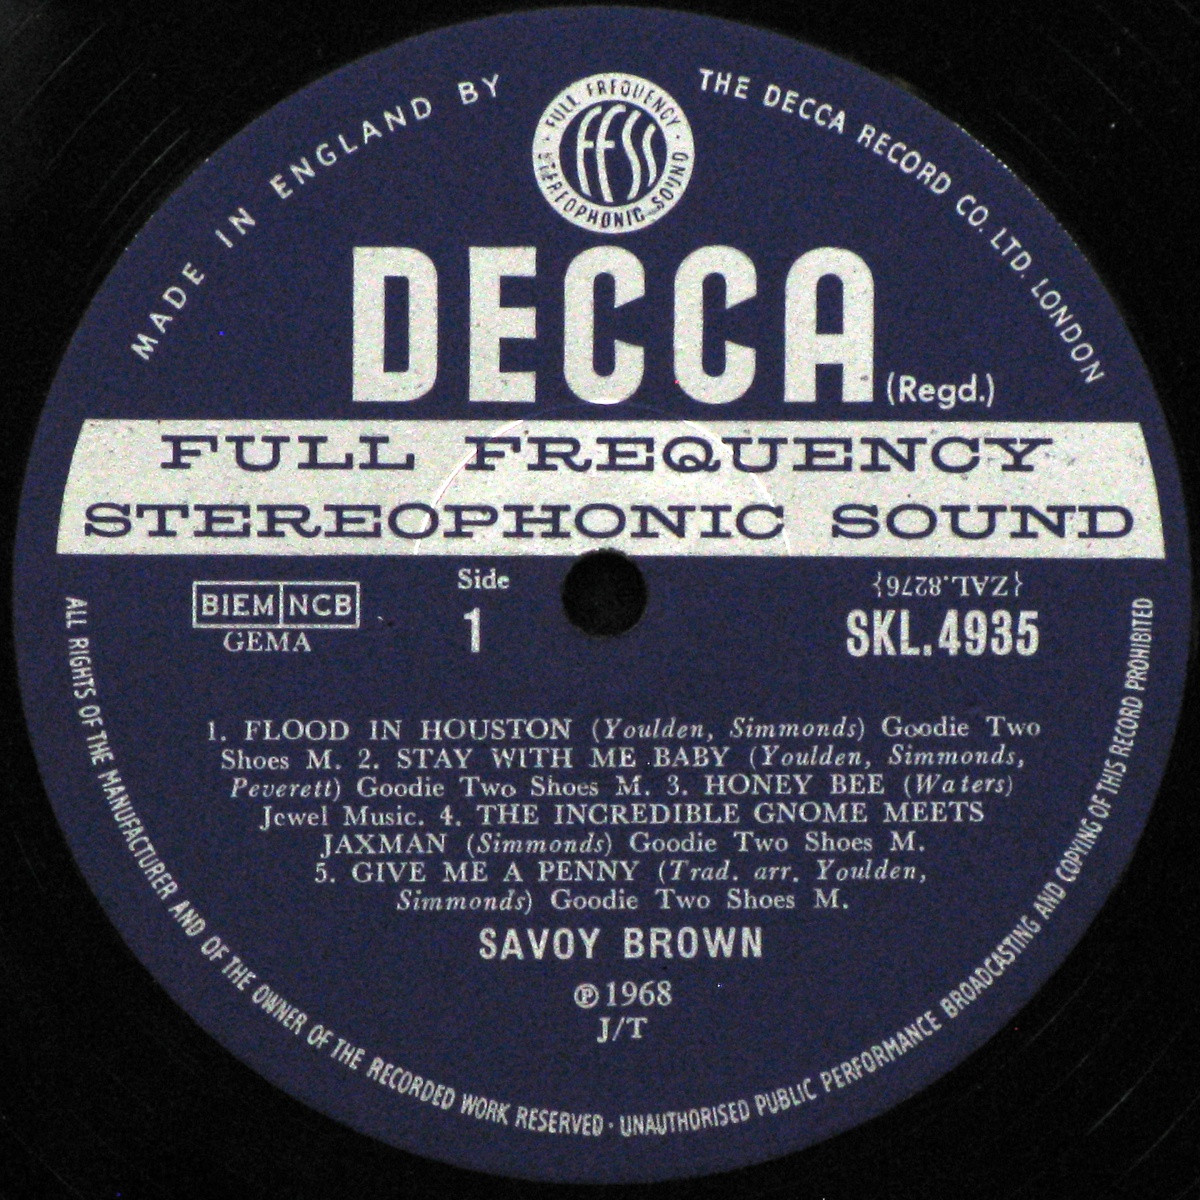 MADE IN ENGLAND BY
THE DECCA RECORD CO. LTD. LONDON
· FULL FREQUENCY ·
STEREOPHONIC SOUND
FFSS
DECCA (Regd.)
FULL FREQUENCY
STEREOPHONIC SOUND
BIEM NCB
GEMA
Side
1
{ZAL.8276}
SKL.4935
1. FLOOD IN HOUSTON (Youlden, Simmonds) Goodie Two
Shoes M. 2. STAY WITH ME BABY (Youlden, Simmonds,
Peverett) Goodie Two Shoes M. 3. HONEY BEE (Waters)
Jewel Music. 4. THE INCREDIBLE GNOME MEETS
JAXMAN (Simmonds) Goodie Two Shoes M.
5. GIVE ME A PENNY (Trad. arr. Youlden,
Simmonds) Goodie Two Shoes M.
SAVOY BROWN
℗1968
J/T
ALL RIGHTS OF THE MANUFACTURER AND OF THE OWNER OF THE RECORDED WORK RESERVED · UNAUTHORISED PUBLIC PERFORMANCE BROADCASTING AND COPYING OF THIS RECORD PROHIBITED